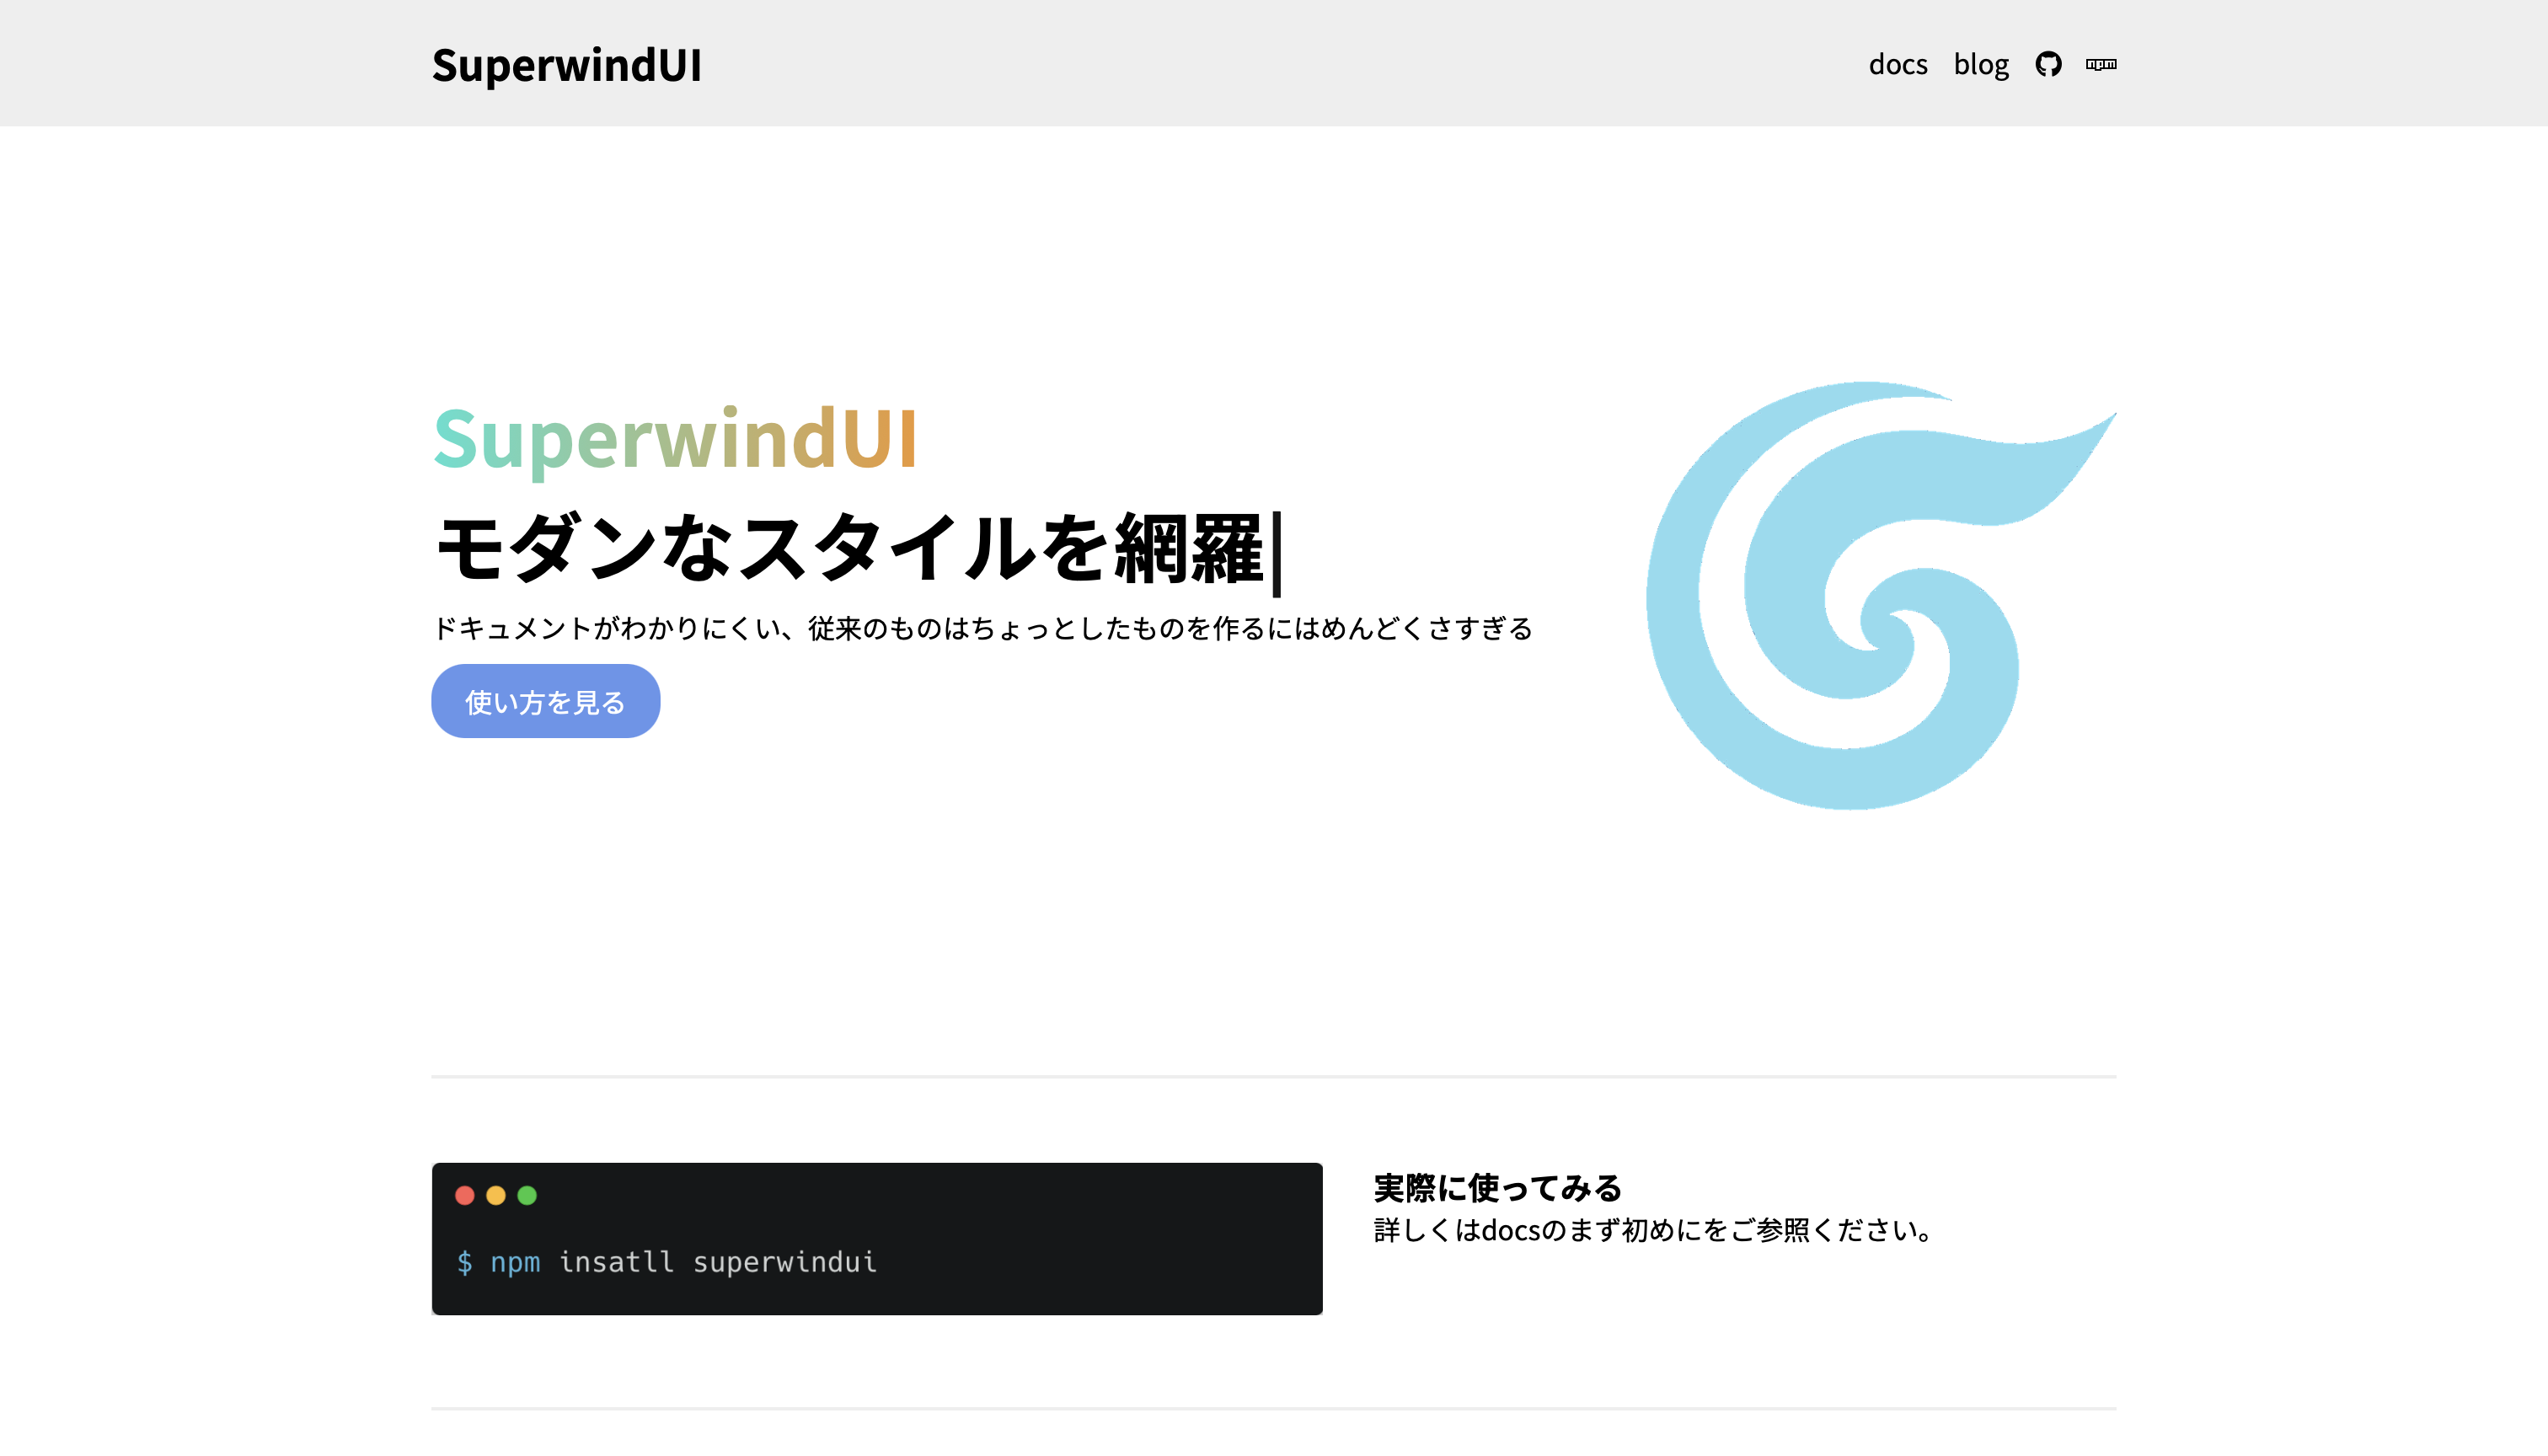 SuperwindUI
docs blog npm
SuperwindUI
モダンなスタイルを網羅|
ドキュメントがわかりにくい、従来のものはちょっとしたものを作るにはめんどくさすぎる
使い方を見る
$ npm insatll superwindui
実際に使ってみる
詳しくはdocsのまず初めにをご参照ください。